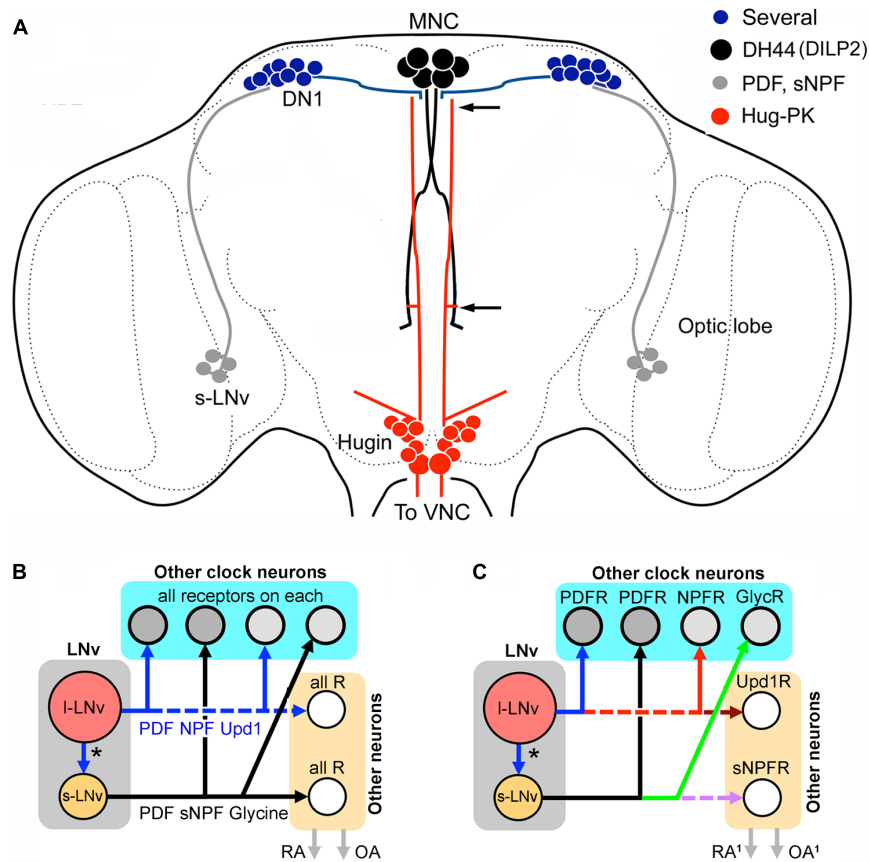 A
MNC
Several
DH44 (DILP2)
PDF, sNPF
Hug-PK
DN1
Optic lobe
s-LNv
Hugin
To VNC
B
Other clock neurons
all receptors on each
LNv
l-LNv
all R
PDF NPF Upd1
*
s-LNv
all R
PDF sNPF Glycine
Other neurons
RA
OA
C
Other clock neurons
PDFR PDFR NPFR GlycR
LNv
l-LNv
Upd1R
*
s-LNv
sNPFR
Other neurons
RA¹
OA¹